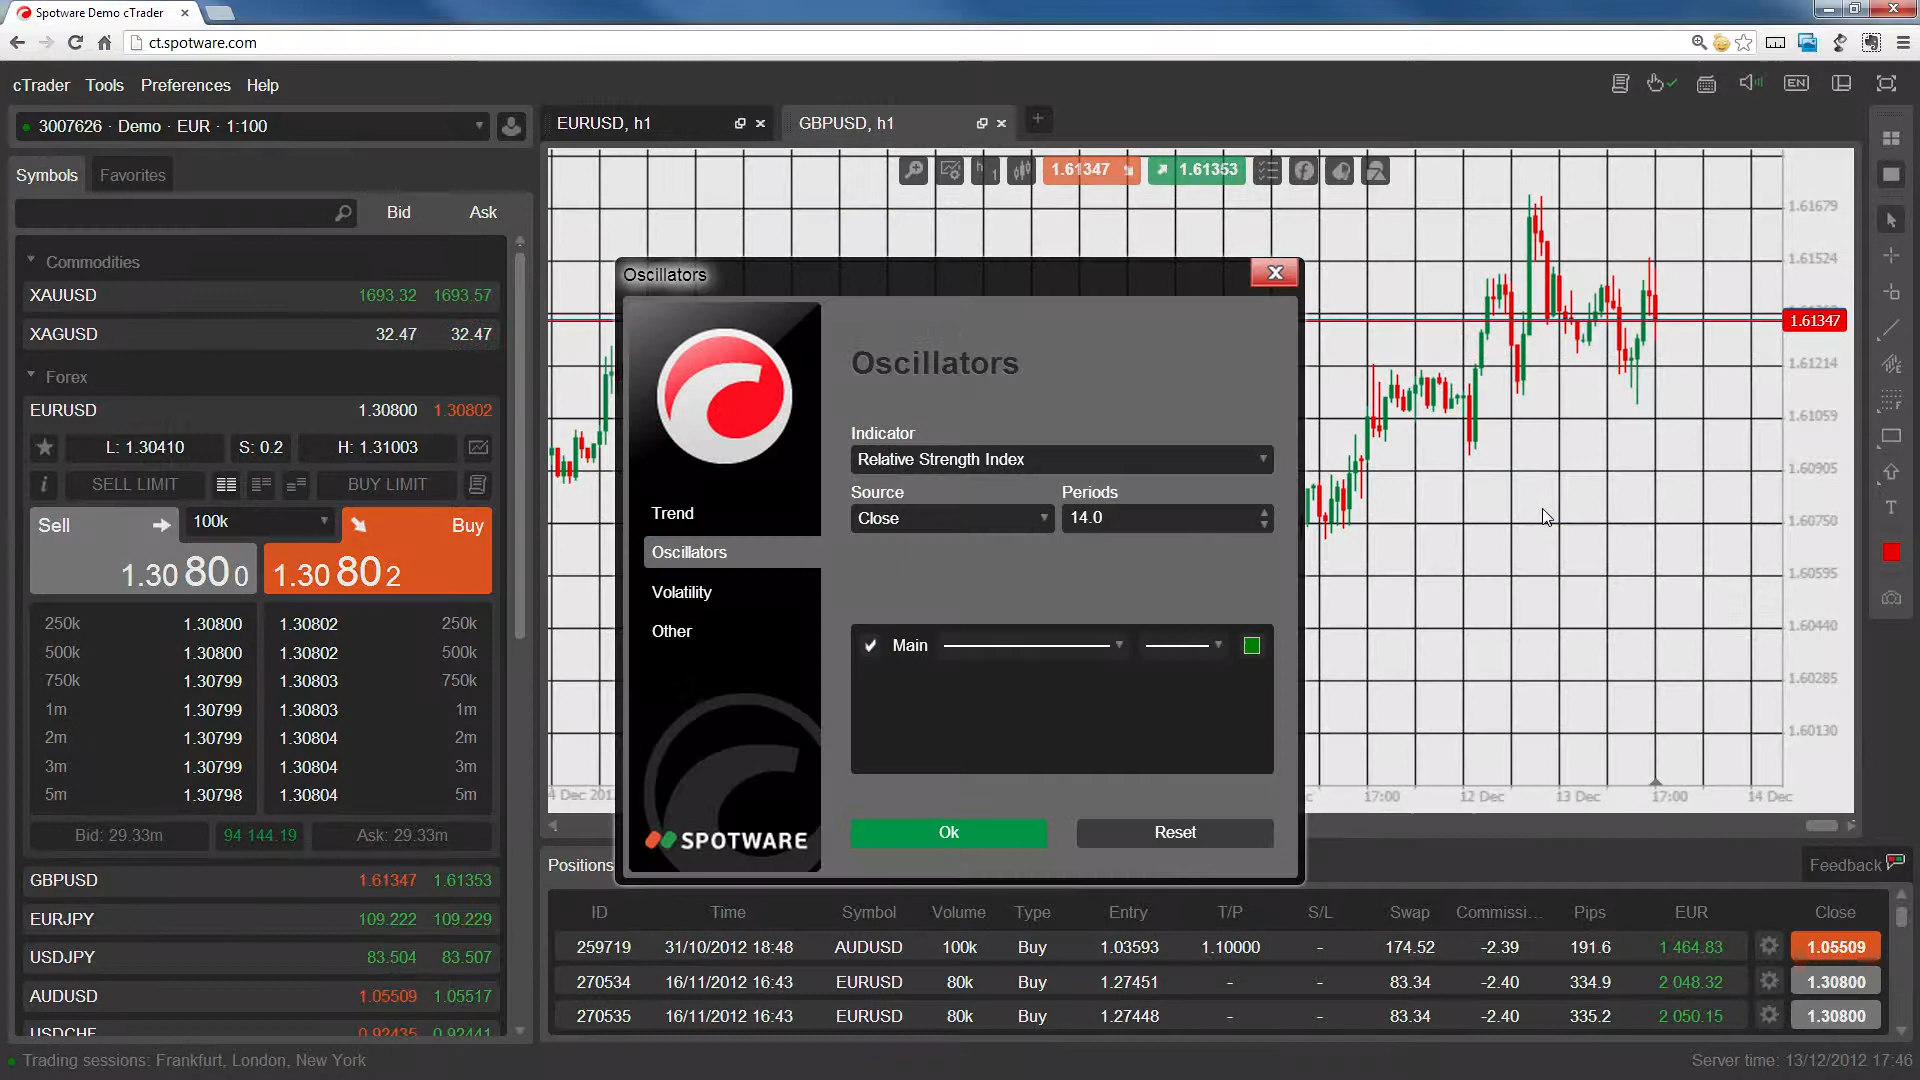 Spotware Demo cTrader
ct.spotware.com
cTrader Tools Preferences Help
EN
3007626 · Demo · EUR · 1:100
EURUSD, h1
GBPUSD, h1
Symbols Favorites
Bid Ask
Commodities
XAUUSD 1693.32 1693.57
XAGUSD 32.47 32.47
Forex
EURUSD 1.30800 1.30802
L: 1.30410 S: 0.2 H: 1.31003
SELL LIMIT BUY LIMIT
Sell 100k Buy
1.30 80 0 1.30 80 2
250k 1.30800 1.30802 250k
500k 1.30800 1.30802 500k
750k 1.30799 1.30803 750k
1m 1.30799 1.30803 1m
2m 1.30799 1.30804 2m
3m 1.30799 1.30804 3m
5m 1.30798 1.30804 5m
Bid: 29.33m 94 144.19 Ask: 29.33m
GBPUSD 1.61347 1.61353
EURJPY 109.222 109.229
USDJPY 83.504 83.507
AUDUSD 1.05509 1.05517
USDCHF 0.92435 0.92441
h1 1.61347 1.61353
1.61679
1.61524
1.61347
1.61214
1.61059
1.60905
1.60750
1.60595
1.60440
1.60285
1.60130
17:00 12 Dec 13 Dec 17:00 14 Dec
Oscillators
Trend
Oscillators
Volatility
Other
SPOTWARE
Oscillators
Indicator
Relative Strength Index
Source Periods
Close 14.0
Main
Ok Reset
Positions
Feedback
ID Time Symbol Volume Type Entry T/P S/L Swap Commissi... Pips EUR Close
259719 31/10/2012 18:48 AUDUSD 100k Buy 1.03593 1.10000 - 174.52 -2.39 191.6 1 464.83 1.05509
270534 16/11/2012 16:43 EURUSD 80k Buy 1.27451 - - 83.34 -2.40 334.9 2 048.32 1.30800
270535 16/11/2012 16:43 EURUSD 80k Buy 1.27448 - - 83.34 -2.40 335.2 2 050.15 1.30800
Trading sessions: Frankfurt, London, New York
Server time: 13/12/2012 17:46